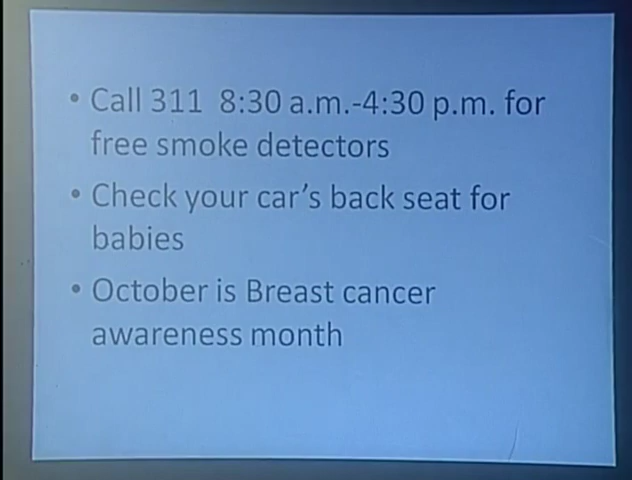 • Call 311 8:30 a.m.-4:30 p.m. for
free smoke detectors
• Check your car's back seat for
babies
• October is Breast cancer
awareness month